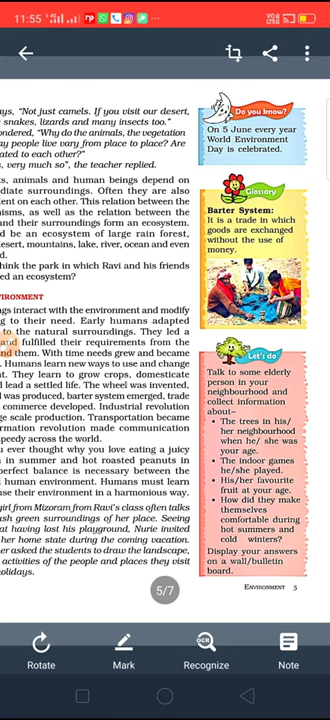 11:55
ys, "Not just camels. If you visit our desert,
snakes, lizards and many insects too."
ondered, "Why do the animals, the vegetation
ay people live vary from place to place? Are
ated to each other?"
, very much so", the teacher replied.
ts, animals and human beings depend on
diate surroundings. Often they are also
lent on each other. This relation between the
nisms, as well as the relation between the
and their surroundings form an ecosystem.
d be an ecosystem of large rain forest,
desert, mountains, lake, river, ocean and even
d.
hink the park in which Ravi and his friends
ed an ecosystem?
VIRONMENT
ngs interact with the environment and modify
g to their need. Early humans adapted
to the natural surroundings. They led a
and fulfilled their requirements from the
nd them. With time needs grew and became
Humans learn new ways to use and change
nt. They learn to grow crops, domesticate
lead a settled life. The wheel was invented,
was produced, barter system emerged, trade
commerce developed. Industrial revolution
ge scale production. Transportation became
rmation revolution made communication
speedy across the world.
u ever thought why you love eating a juicy
n in summer and hot roasted peanuts in
perfect balance is necessary between the
human environment. Humans must learn
use their environment in a harmonious way.
girl from Mizoram from Ravi's class often talks
ush green surroundings of her place. Seeing
at having lost his playground, Nurie invited
her home state during the coming vacation.
er asked the students to draw the landscape,
activities of the people and places they visit
holidays.
Do you know?
On 5 June every year
World Environment
Day is celebrated.
Glossary
Barter System:
It is a trade in which
goods are exchanged
without the use of
money.
Let's do
Talk to some elderly
person in your
neighbourhood and
collect information
about–
• The trees in his/
her neighbourhood
when he/ she was
your age.
• The indoor games
he/she played.
• His/her favourite
fruit at your age.
• How did they make
themselves
comfortable during
hot summers and
cold winters?
Display your answers
on a wall/bulletin
board.
ENVIRONMENT 5
5/7
Rotate
Mark
OCR
Recognize
Note